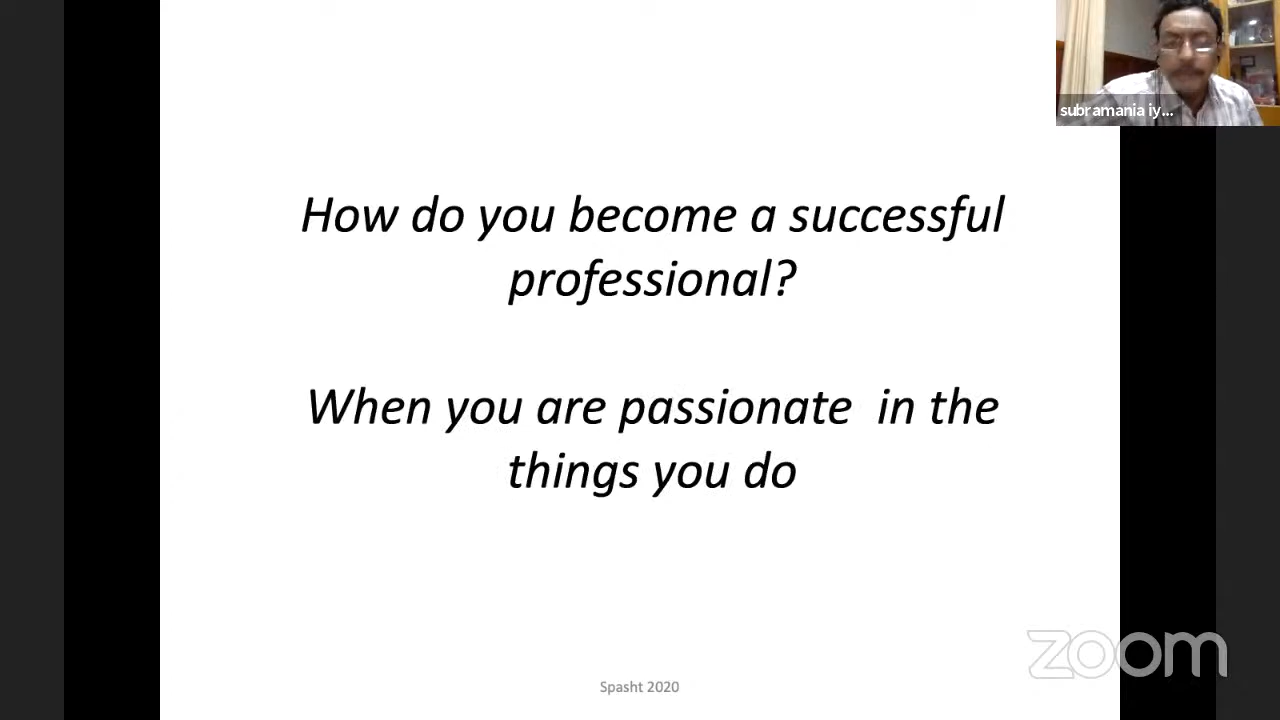 subramania iy...
How do you become a successful
professional?
When you are passionate in the
things you do
zoom
Spasht 2020